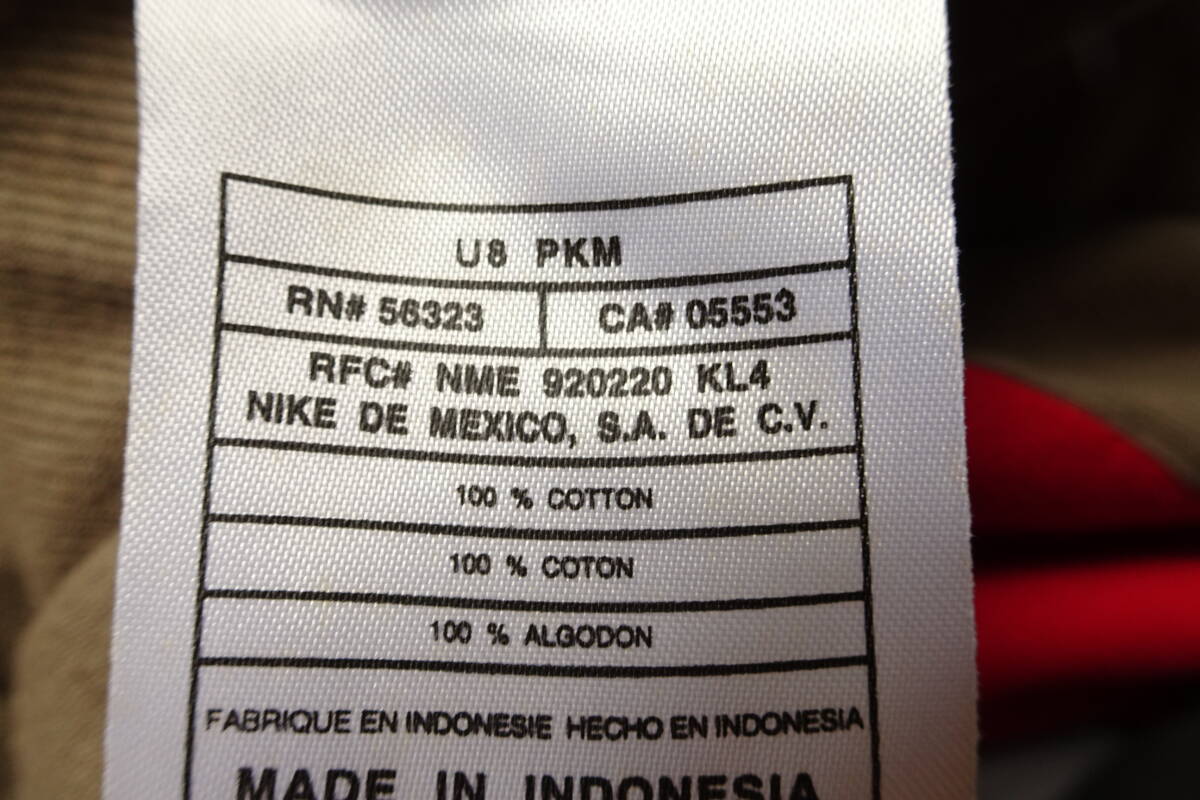 U8 PKM
RN# 56323 CA# 05553
RFC# NME 920220 KL4
NIKE DE MEXICO, S.A. DE C.V.
100 % COTTON
100 % COTON
100 % ALGODON
FABRIQUE EN INDONESIE HECHO EN INDONESIA
MADE IN INDONESIA